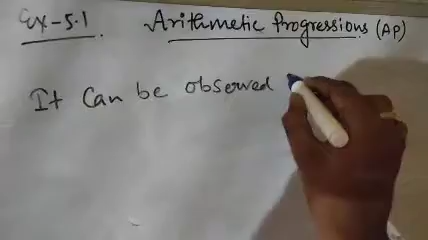 Ex-5.1. Arithmetic Progressions. (AP)
It Can be observed